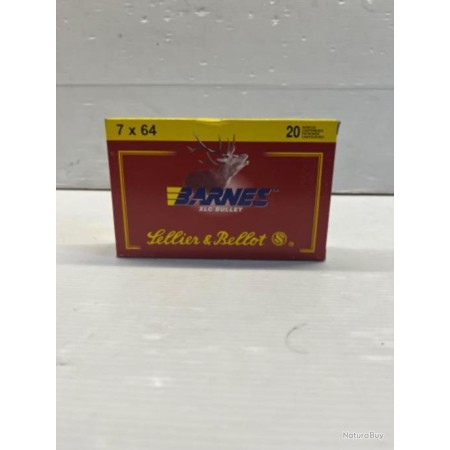 7 x 64
20
BARNES
XLC BULLET
Sellier & Bellot S&B ®
NaturaBuy